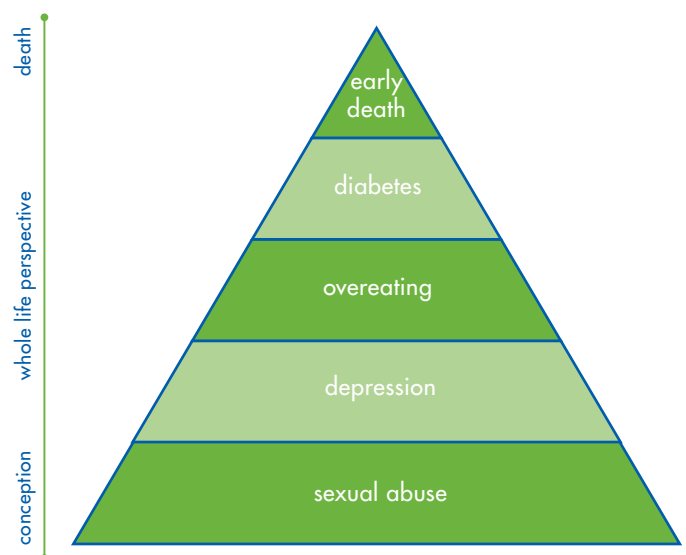 death
whole life perspective
conception
early
death
diabetes
overeating
depression
sexual abuse